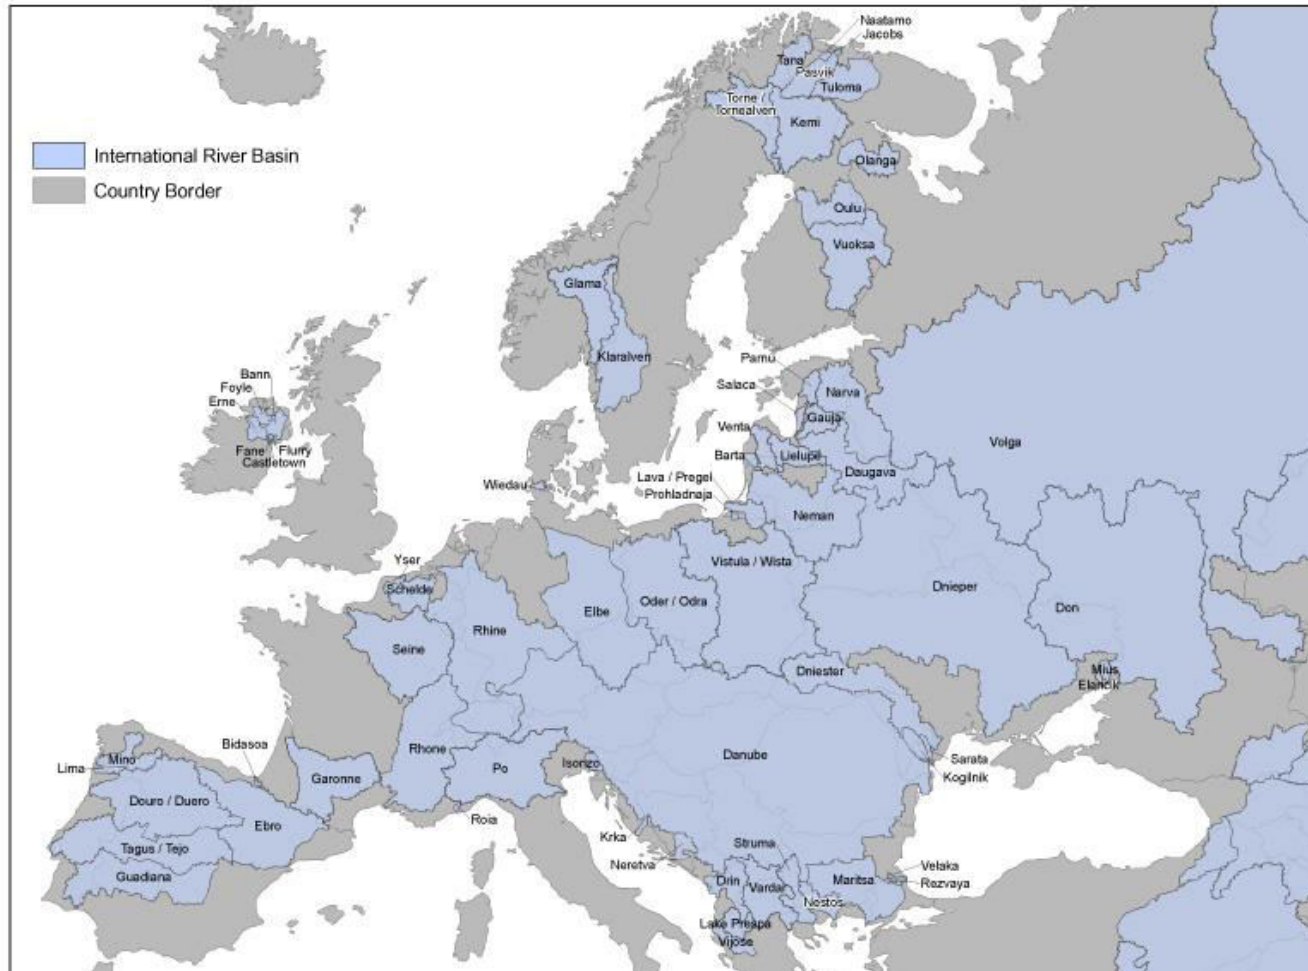 Naatamo
Jacobs
Tana
Pasvik
Tuloma
Torne /
Tornealven
Kemi
International River Basin
Country Border
Olanga
Oulu
Vuoksa
Glama
Klaralven
Parnu
Salaca
Narva
Bann
Foyle
Erne
Gauja
Venta
Volga
Fane
Flurry
Castletown
Barta
Lielupe
Daugava
Lava / Pregel
Prohladnaja
Wiedau
Neman
Yser
Schelde
Vistula / Wista
Elbe
Oder / Odra
Dnieper
Don
Rhine
Seine
Dniester
Mius
Elancik
Bidasoa
Lima
Mino
Garonne
Rhone
Po
Isonzo
Danube
Sarata
Kogilnik
Douro / Duero
Ebro
Roia
Krka
Struma
Tagus / Tejo
Guadiana
Neretva
Drin
Vardar
Maritsa
Velaka
Rezvaya
Nestos
Lake Prespa
Vijose